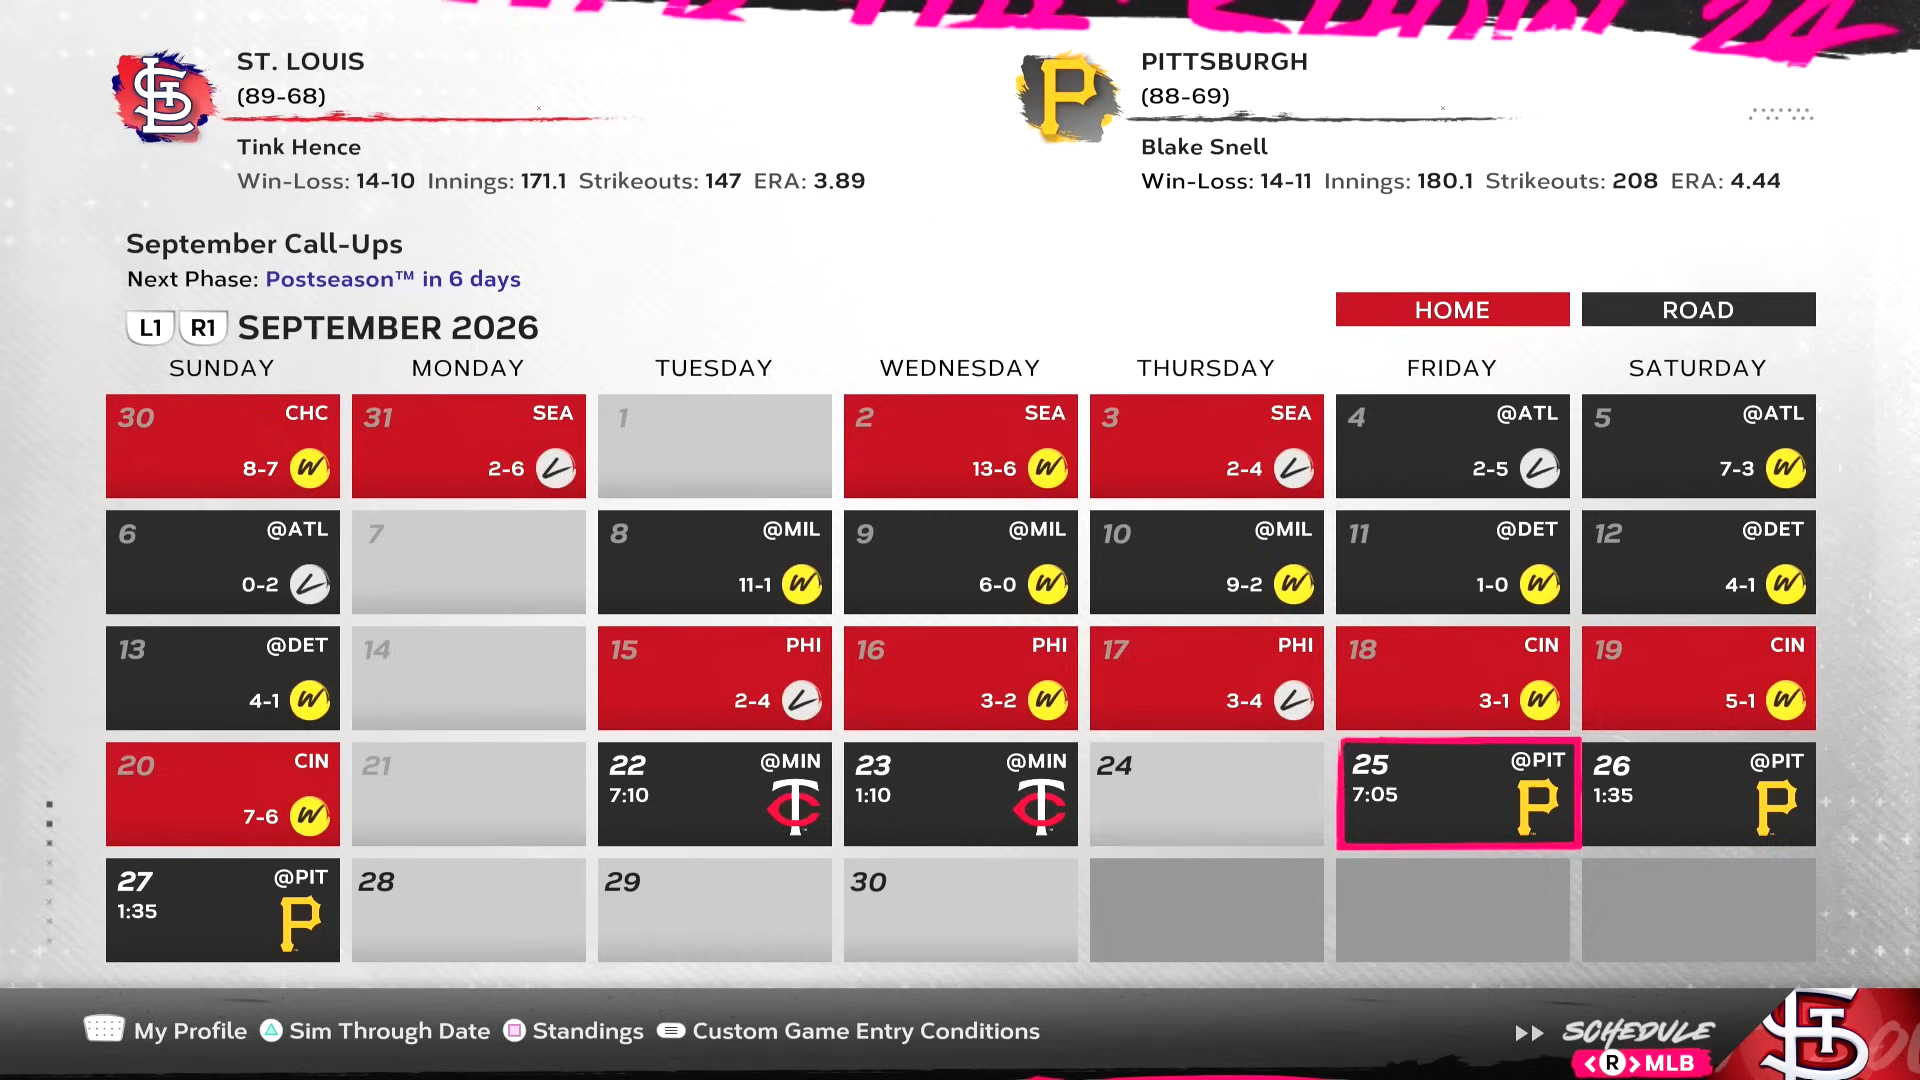 MLB THE SHOW 24
ST. LOUIS
(89-68)
Tink Hence
Win-Loss: 14-10 Innings: 171.1 Strikeouts: 147 ERA: 3.89
PITTSBURGH
(88-69)
Blake Snell
Win-Loss: 14-11 Innings: 180.1 Strikeouts: 208 ERA: 4.44
September Call-Ups
Next Phase: Postseason™ in 6 days
L1 R1 SEPTEMBER 2026
HOME ROAD
SUNDAY MONDAY TUESDAY WEDNESDAY THURSDAY FRIDAY SATURDAY
30 CHC 31 SEA 1 2 SEA 3 SEA 4 @ATL 5 @ATL
8-7 W 2-6 L 13-6 W 2-4 L 2-5 L 7-3 W
6 @ATL 7 8 @MIL 9 @MIL 10 @MIL 11 @DET 12 @DET
0-2 L 11-1 W 6-0 W 9-2 W 1-0 W 4-1 W
13 @DET 14 15 PHI 16 PHI 17 PHI 18 CIN 19 CIN
4-1 W 2-4 L 3-2 W 3-4 L 3-1 W 5-1 W
20 CIN 21 22 @MIN 23 @MIN 24 25 @PIT 26 @PIT
7-6 W 7:10 TC 1:10 TC 7:05 P 1:35 P
27 @PIT 28 29 30
1:35 P
My Profile Sim Through Date Standings Custom Game Entry Conditions
SCHEDULE
<R> MLB